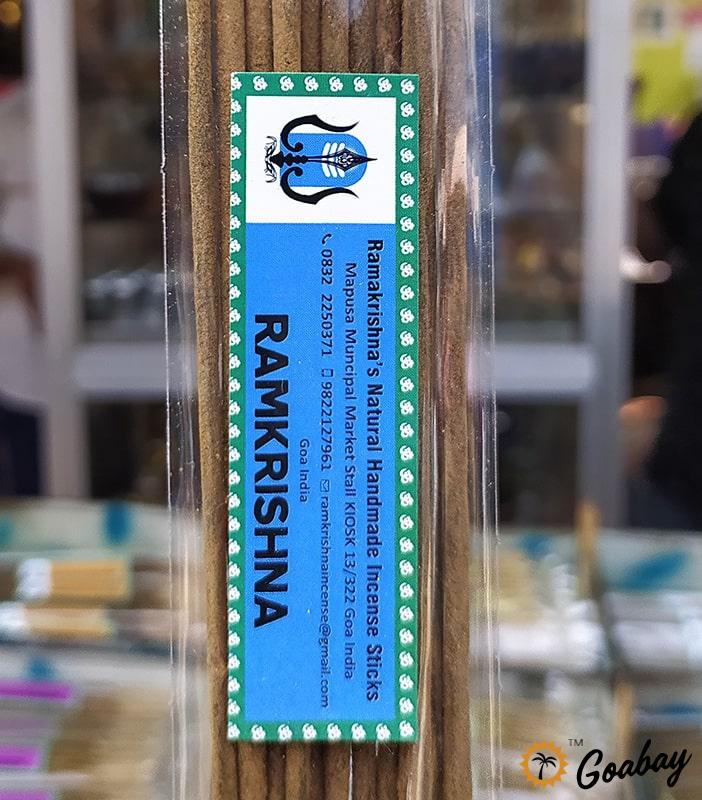 Ramakrishna's Natural Handmade Incense Sticks
Mapusa Muncipal Market Stall KIOSK 13/322 Goa India
0832 2250371 9822127961 ramkrishnaincense@gmail.com
Goa India
RAMKRISHNA
TM
Goabay